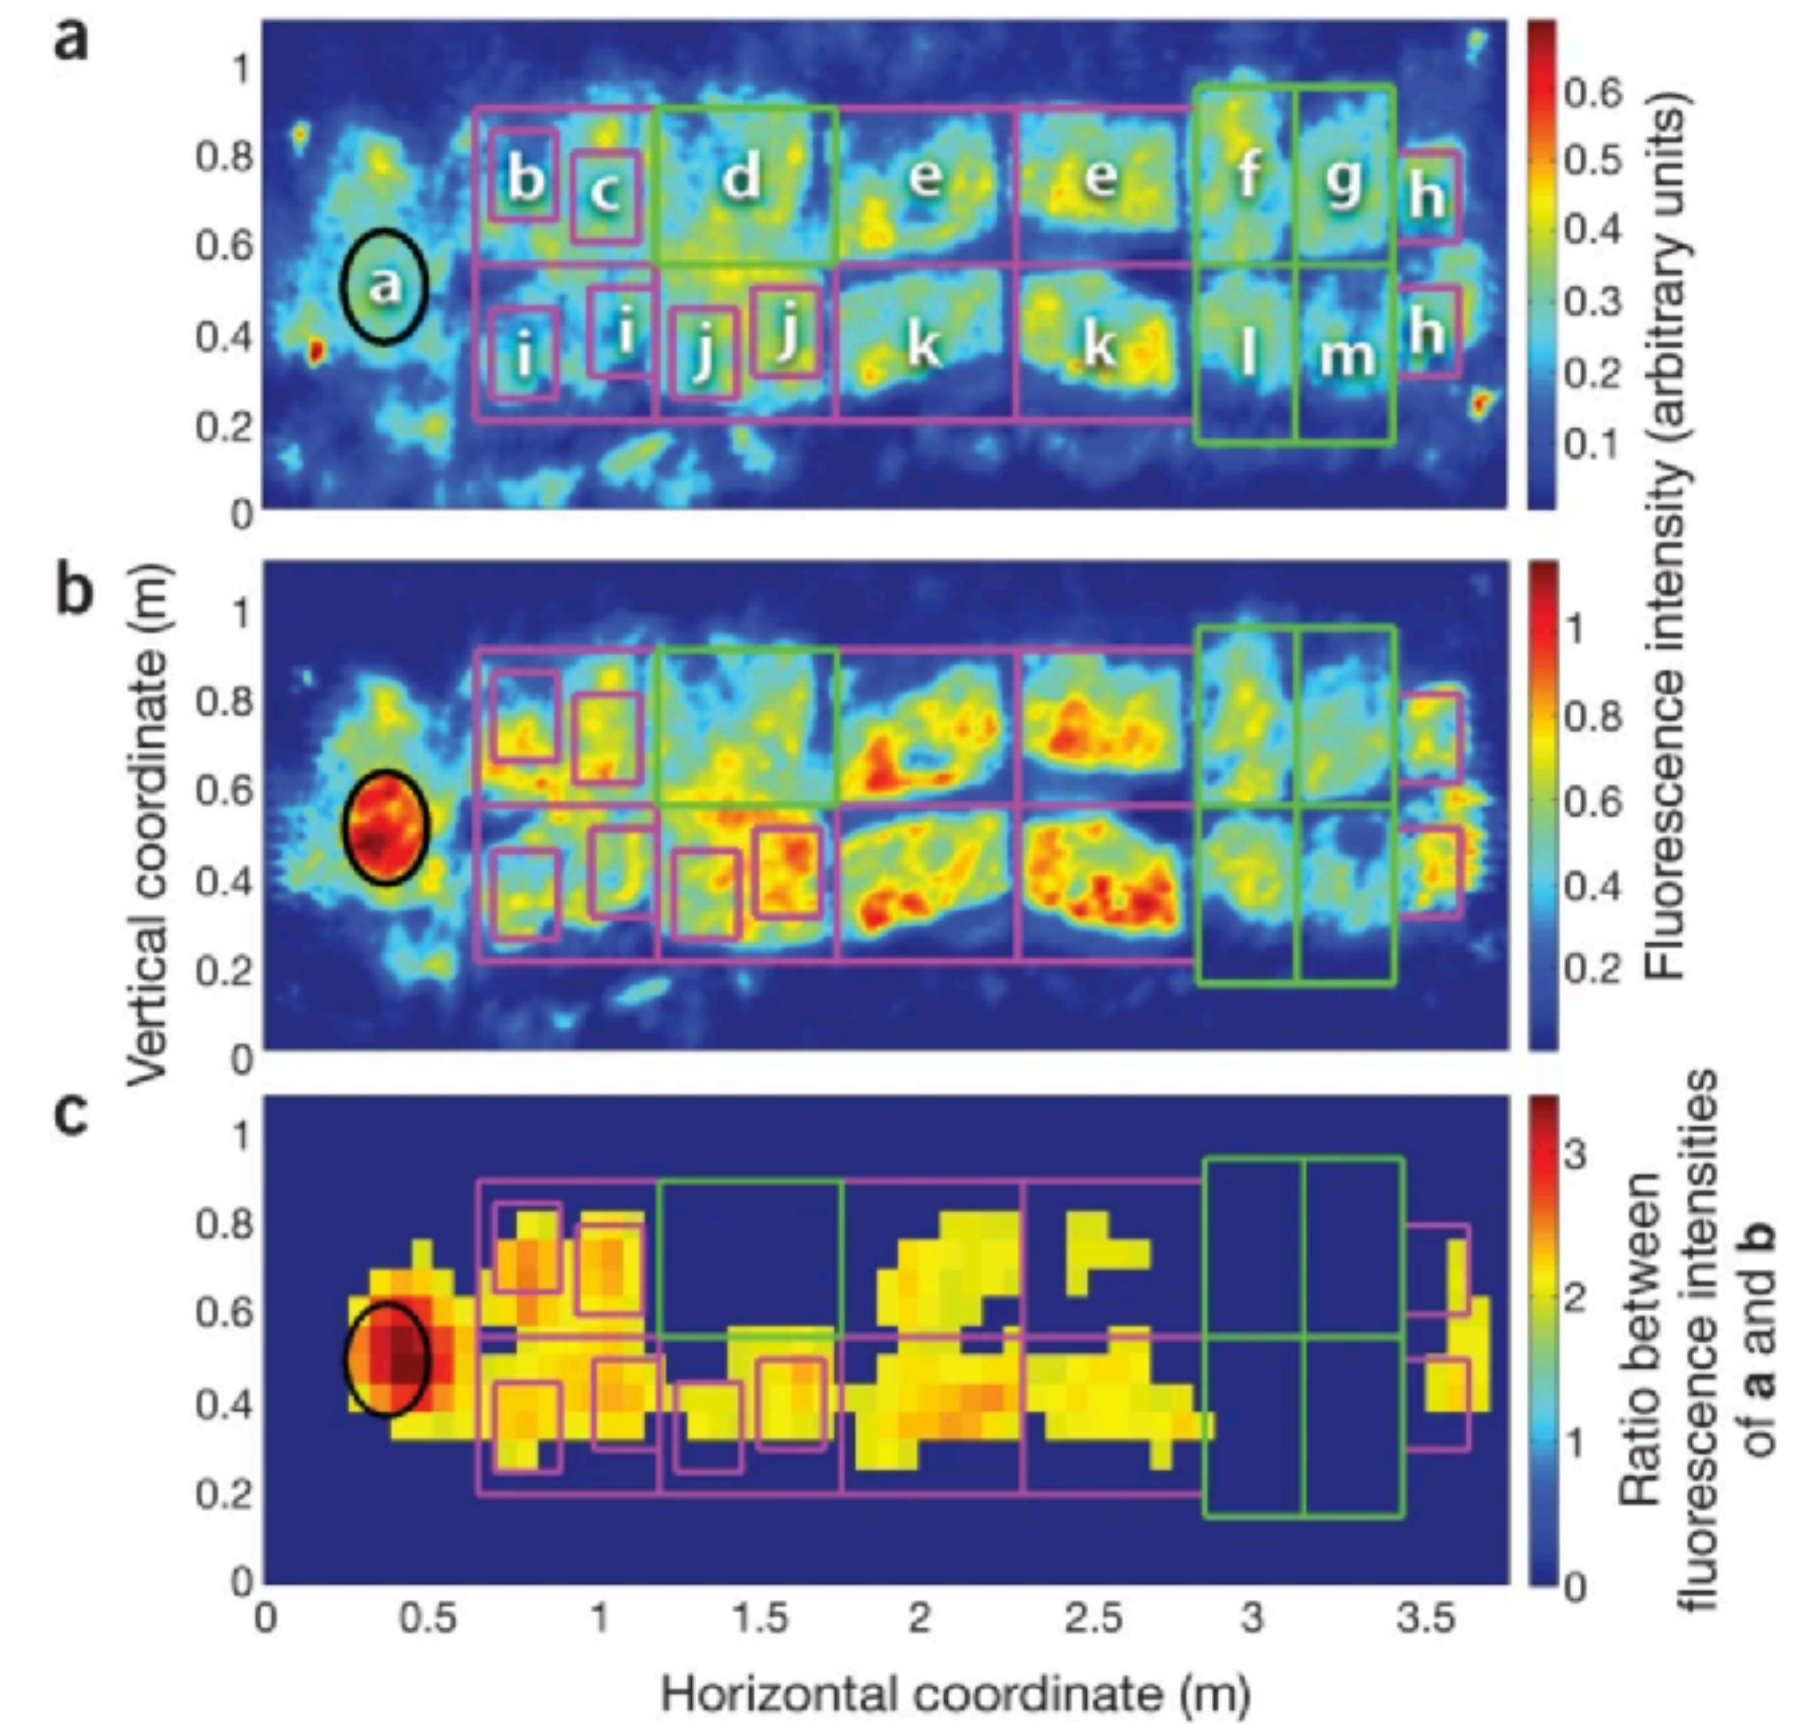 a
1
0.8
0.6
0.4
0.2
0
b c d e e f g h
a
i i j j k k l m h
0.6
0.5
0.4
0.3
0.2
0.1
Fluorescence intensity (arbitrary units)
b
Vertical coordinate (m)
1
0.8
0.6
0.4
0.2
0
1
0.8
0.6
0.4
0.2
c
1
0.8
0.6
0.4
0.2
0
0 0.5 1 1.5 2 2.5 3 3.5
Horizontal coordinate (m)
3
2
1
0
Ratio between
fluorescence intensities
of a and b